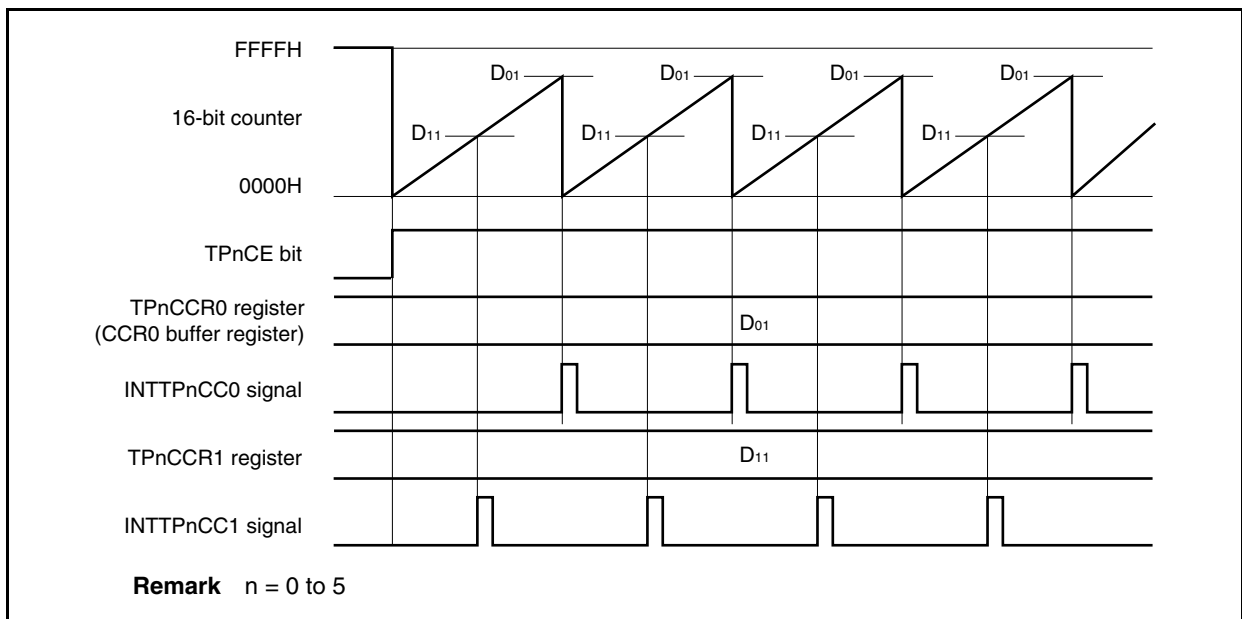 FFFFH
D01 D01 D01 D01
16-bit counter
D11 D11 D11 D11
0000H
TPnCE bit
TPnCCR0 register
(CCR0 buffer register)
D01
INTTPnCC0 signal
TPnCCR1 register
D11
INTTPnCC1 signal
Remark n = 0 to 5